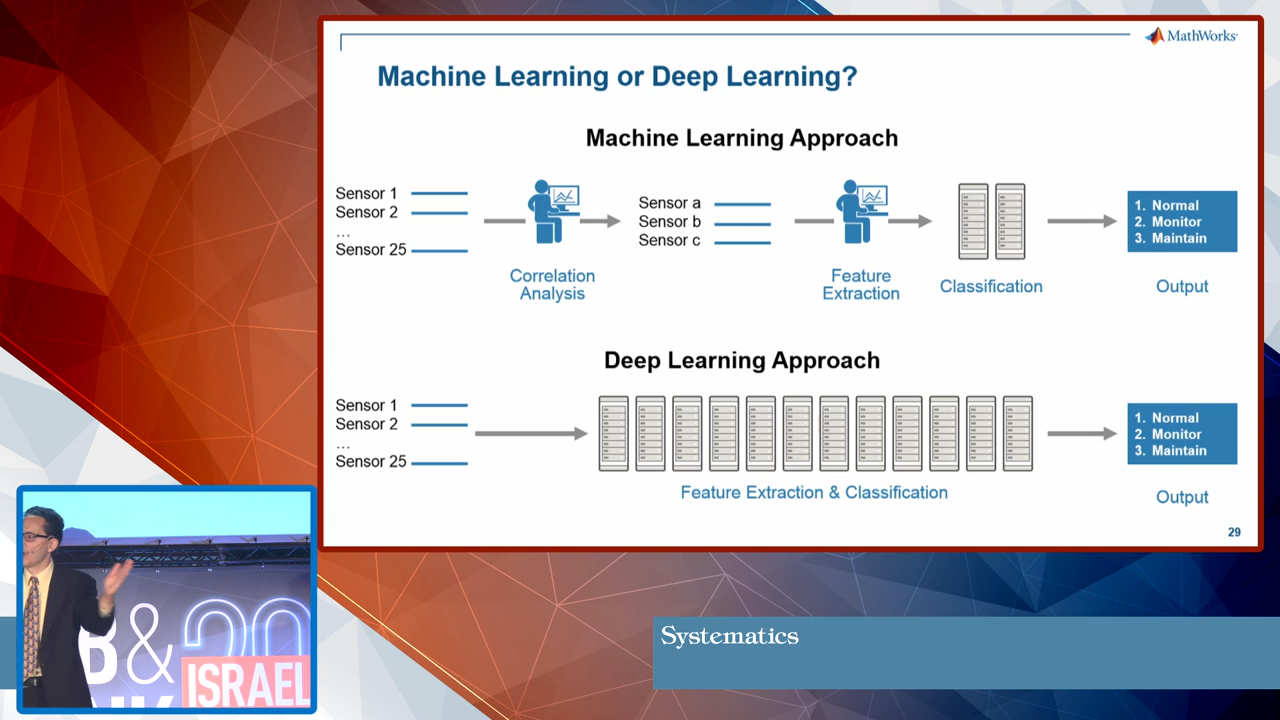 MathWorks
Machine Learning or Deep Learning?
Machine Learning Approach
Sensor 1
Sensor 2
...
Sensor 25
Correlation
Analysis
Sensor a
Sensor b
Sensor c
Feature
Extraction
Classification
1. Normal
2. Monitor
3. Maintain
Output
Deep Learning Approach
Sensor 1
Sensor 2
...
Sensor 25
Feature Extraction & Classification
1. Normal
2. Monitor
3. Maintain
Output
29
B&
ISRAEL
Systematics